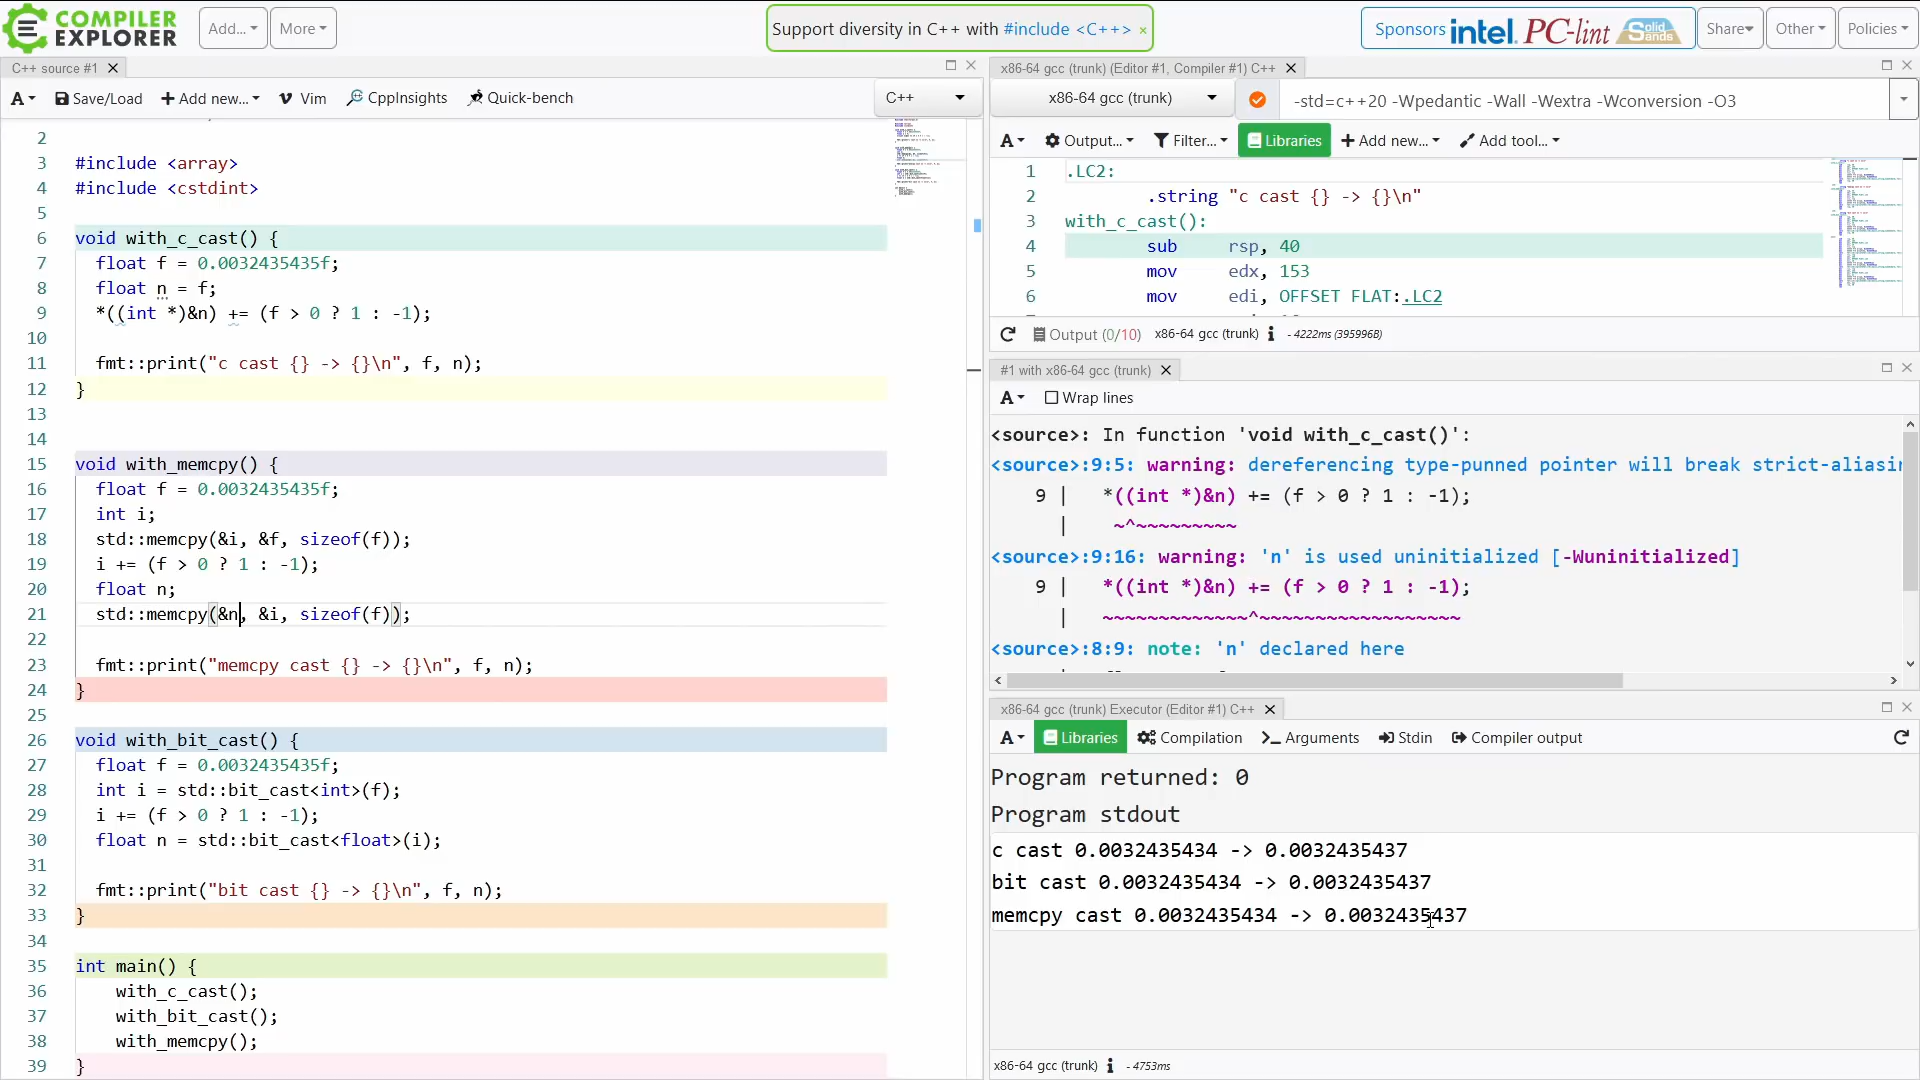 COMPILER
EXPLORER
Add...
More
Support diversity in C++ with #include <C++> ×
Sponsors intel. PC-lint Solid Sands
Share
Other
Policies
C++ source #1
A
Save/Load
Add new...
Vim
CppInsights
Quick-bench
C++
2
3 #include <array>
4 #include <cstdint>
5
6 void with_c_cast() {
7 float f = 0.0032435435f;
8 float n = f;
9 *((int *)&n) += (f > 0 ? 1 : -1);
10
11 fmt::print("c cast {} -> {}\n", f, n);
12 }
13
14
15 void with_memcpy() {
16 float f = 0.0032435435f;
17 int i;
18 std::memcpy(&i, &f, sizeof(f));
19 i += (f > 0 ? 1 : -1);
20 float n;
21 std::memcpy(&n, &i, sizeof(f));
22
23 fmt::print("memcpy cast {} -> {}\n", f, n);
24 }
25
26 void with_bit_cast() {
27 float f = 0.0032435435f;
28 int i = std::bit_cast<int>(f);
29 i += (f > 0 ? 1 : -1);
30 float n = std::bit_cast<float>(i);
31
32 fmt::print("bit cast {} -> {}\n", f, n);
33 }
34
35 int main() {
36 with_c_cast();
37 with_bit_cast();
38 with_memcpy();
39 }
x86-64 gcc (trunk) (Editor #1, Compiler #1) C++
x86-64 gcc (trunk)
-std=c++20 -Wpedantic -Wall -Wextra -Wconversion -O3
A
Output...
Filter...
Libraries
Add new...
Add tool...
1 .LC2:
2 .string "c cast {} -> {}\n"
3 with_c_cast():
4 sub rsp, 40
5 mov edx, 153
6 mov edi, OFFSET FLAT:.LC2
Output (0/10) x86-64 gcc (trunk) i - 4222ms (395996B)
#1 with x86-64 gcc (trunk)
A
Wrap lines
<source>: In function 'void with_c_cast()':
<source>:9:5: warning: dereferencing type-punned pointer will break
9 | *((int *)&n) += (f > 0 ? 1 : -1);
| ~^~~~~~~~~~
<source>:9:16: warning: 'n' is used uninitialized [-Wuninitialized]
9 | *((int *)&n) += (f > 0 ? 1 : -1);
| ~~~~~~~~~~~~~^~~~~~~~~~~~~~~~~~~~
<source>:8:9: note: 'n' declared here
x86-64 gcc (trunk) Executor (Editor #1) C++
A
Libraries
Compilation
Arguments
Stdin
Compiler output
Program returned: 0
Program stdout
c cast 0.0032435434 -> 0.0032435437
bit cast 0.0032435434 -> 0.0032435437
memcpy cast 0.0032435434 -> 0.0032435437
x86-64 gcc (trunk) i - 4753ms